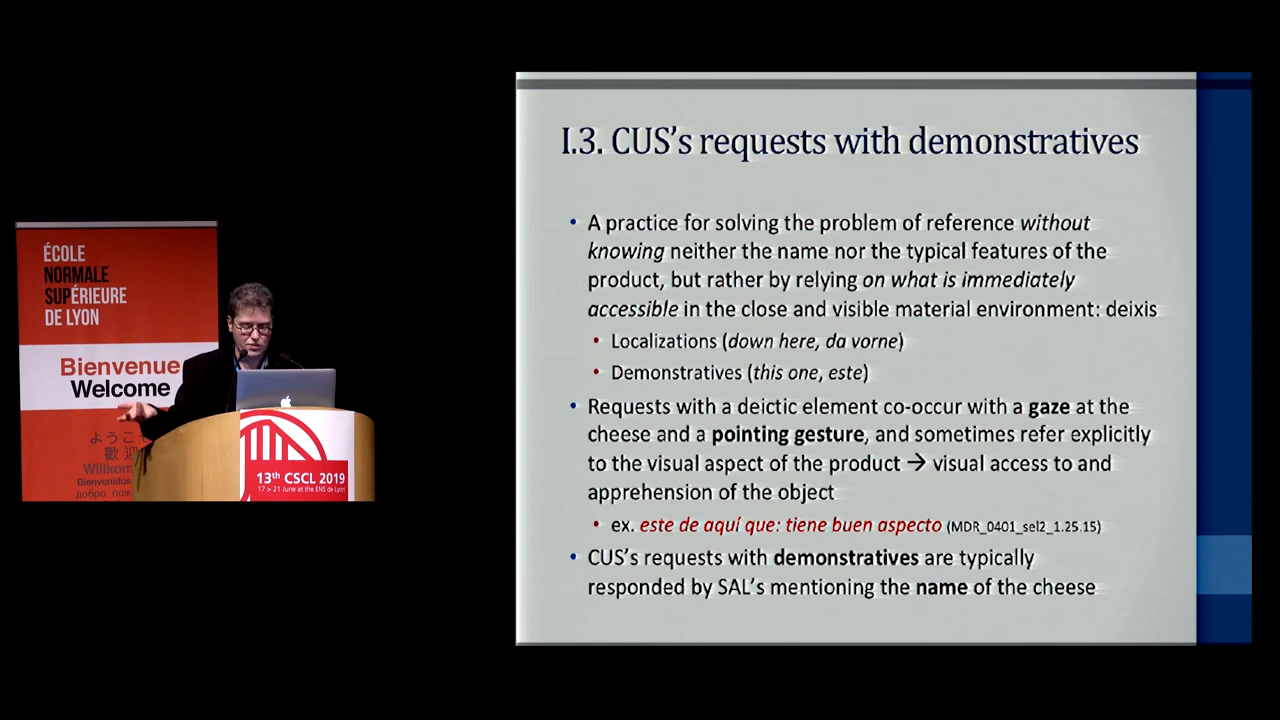 ÉCOLE
NORMALE
SUPÉRIEURE
DE LYON
Bienvenue
Welcome
ようこそ
歡迎
Willkom
Bienvenidos
добро пож
13th CSCL 2019
17 > 21 June at the ENS de Lyon
I.3. CUS's requests with demonstratives
• A practice for solving the problem of reference without
knowing neither the name nor the typical features of the
product, but rather by relying on what is immediately
accessible in the close and visible material environment: deixis
• Localizations (down here, da vorne)
• Demonstratives (this one, este)
• Requests with a deictic element co-occur with a gaze at the
cheese and a pointing gesture, and sometimes refer explicitly
to the visual aspect of the product → visual access to and
apprehension of the object
• ex. este de aquí que: tiene buen aspecto (MDR_0401_sel2_1.25.15)
• CUS's requests with demonstratives are typically
responded by SAL's mentioning the name of the cheese